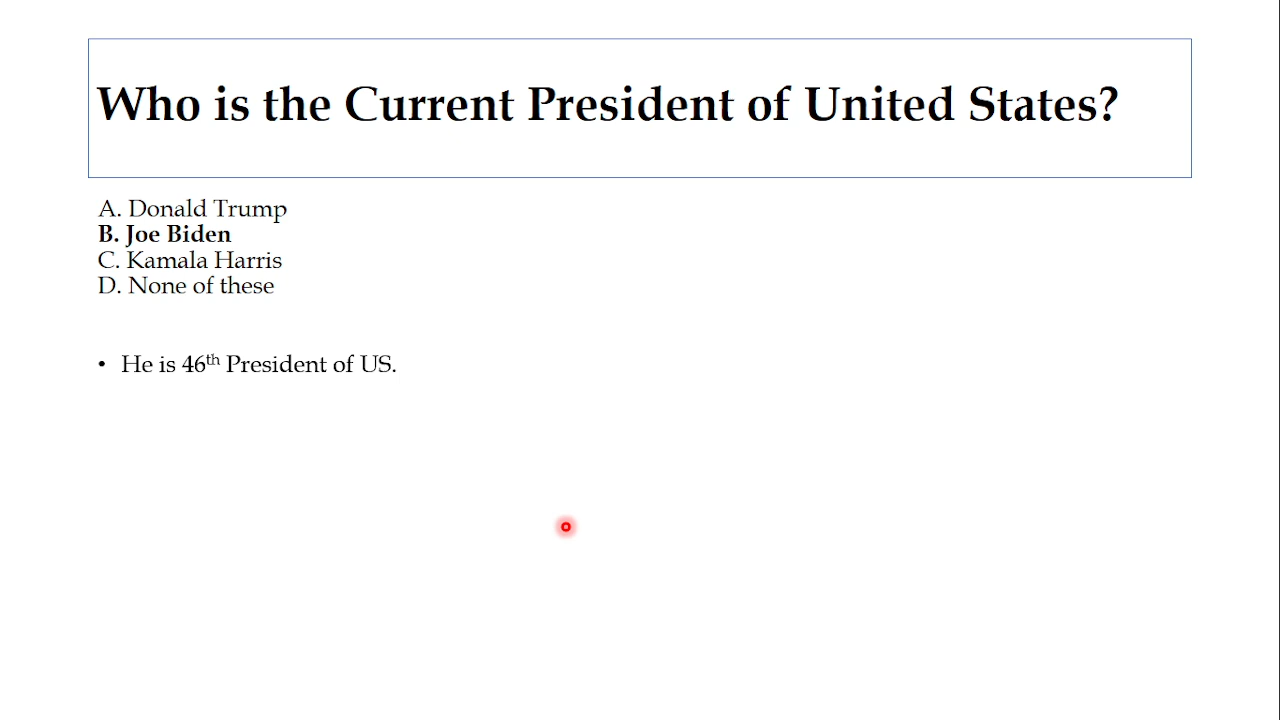 Who is the Current President of United States?
A. Donald Trump
B. Joe Biden
C. Kamala Harris
D. None of these
• He is 46th President of US.